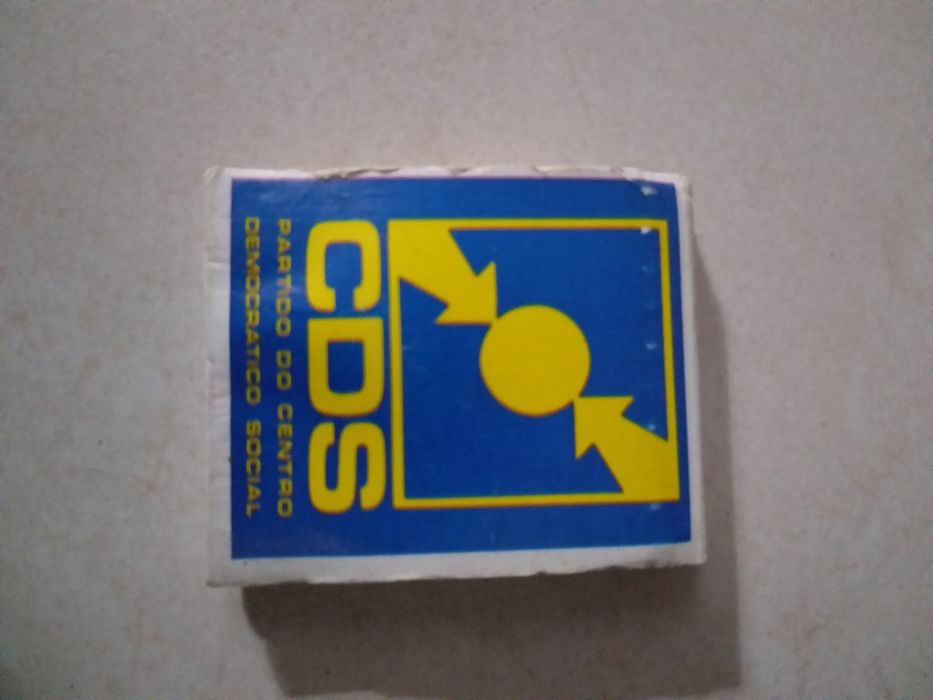 CDS
PARTIDO DO CENTRO
DEMOCRATICO SOCIAL